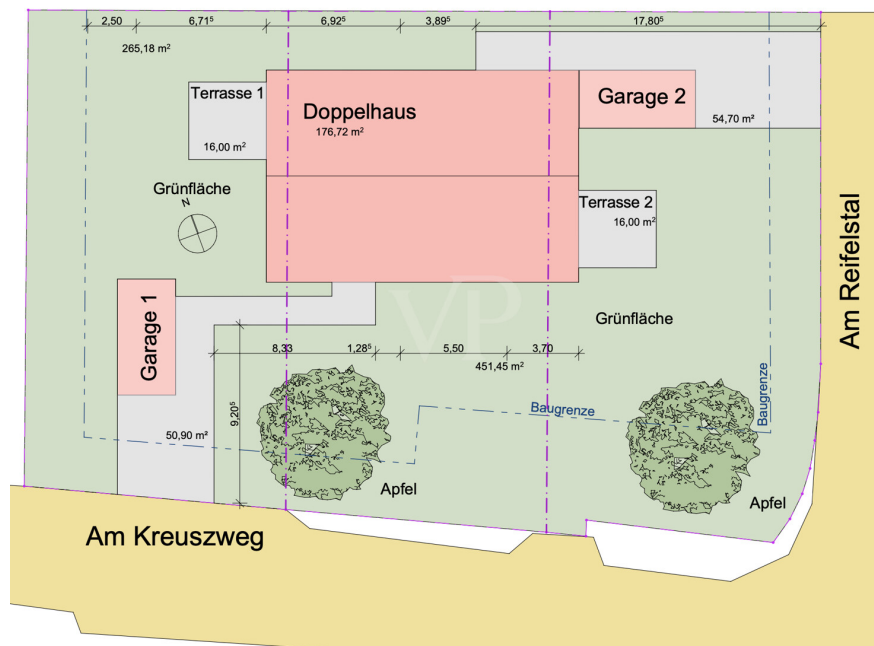 2,50 6,71⁵ 6,92⁵ 3,89⁵ 17,80⁵
265,18 m²
Terrasse 1
16,00 m²
Doppelhaus
176,72 m²
Garage 2
54,70 m²
Grünfläche
N
Terrasse 2
16,00 m²
Garage 1
Grünfläche
8,33 1,28⁵ 5,50 3,70
451,45 m²
9,20⁵
Baugrenze
Baugrenze
50,90 m²
Apfel
Apfel
Am Kreuszweg
Am Reifelstal
VP